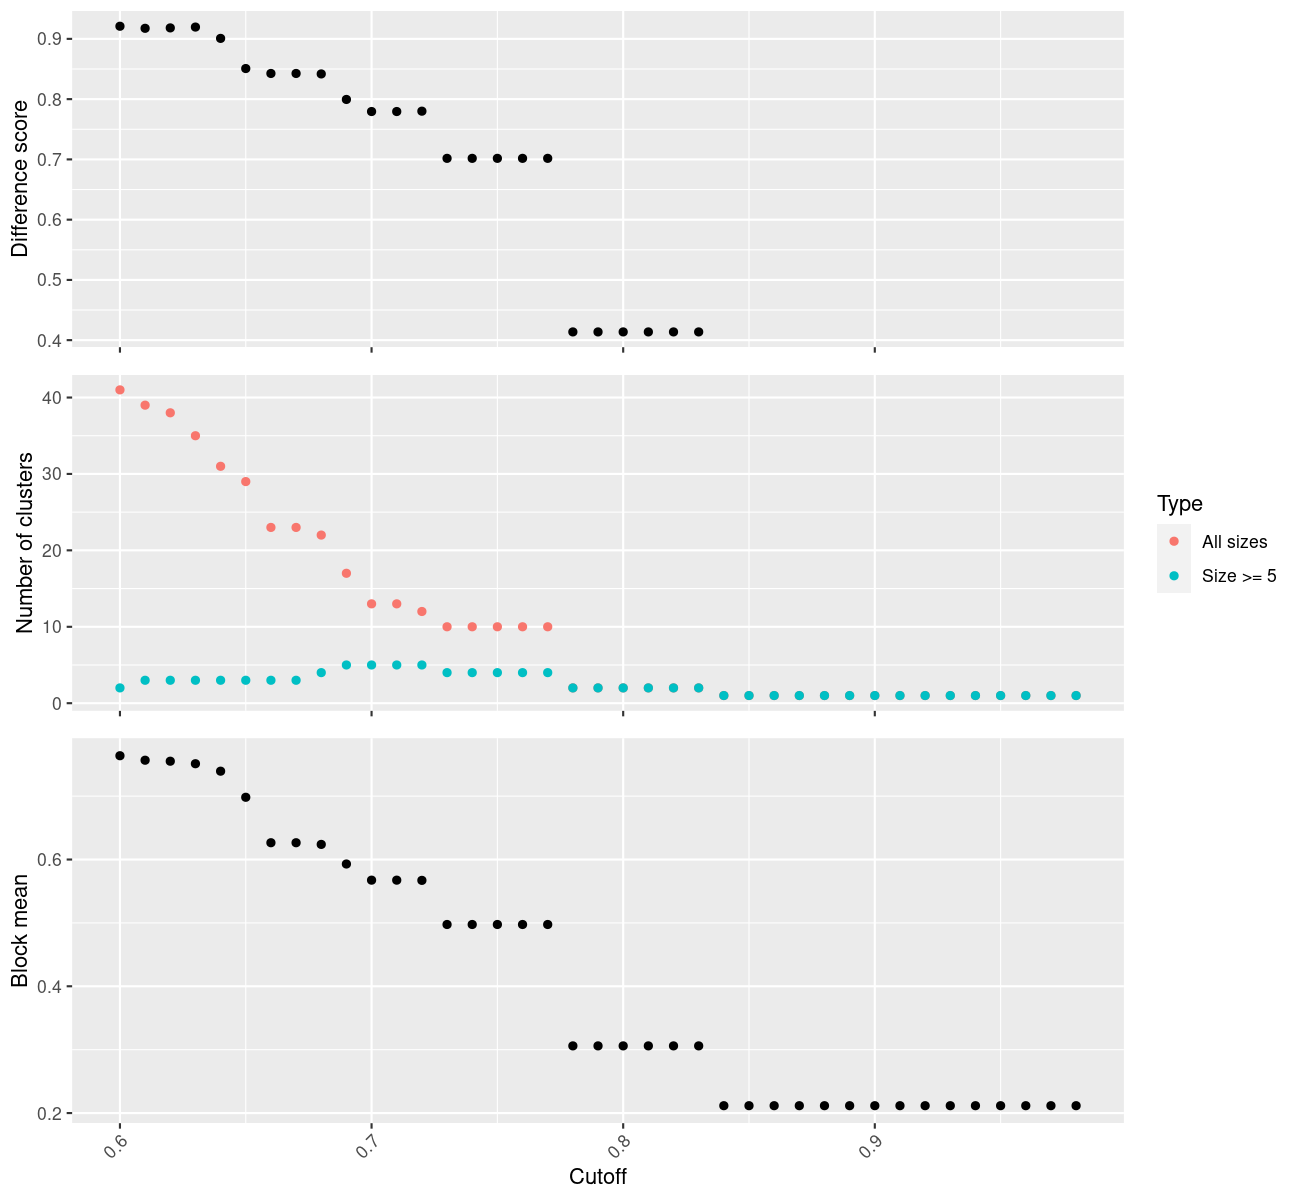 Difference score
0.9
0.8
0.7
0.6
0.5
0.4
Number of clusters
40
30
20
10
0
Type
All sizes
Size >= 5
Block mean
0.6
0.4
0.2
0.6
0.7
0.8
0.9
Cutoff